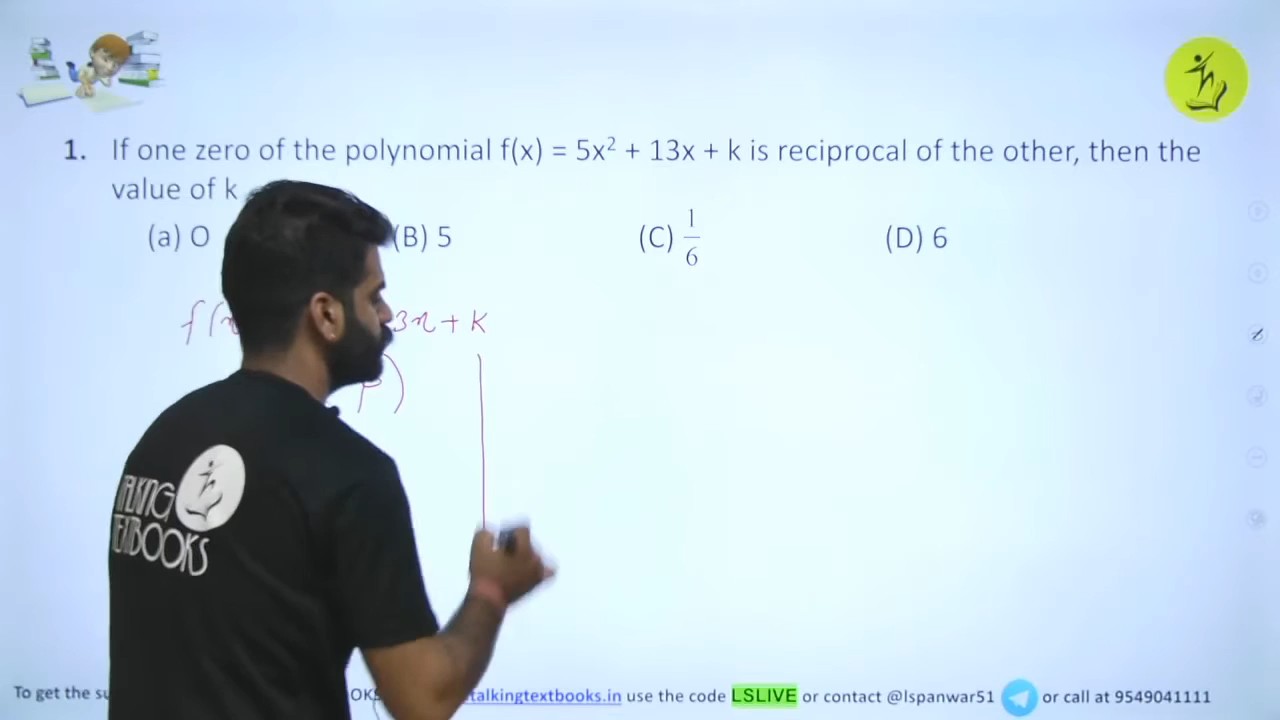 1. If one zero of the polynomial f(x) = 5x² + 13x + k is reciprocal of the other, then the
value of k
(a) O (B) 5 (C) 1/6 (D) 6
3x + k
β)
TALKING
TEXTBOOKS
To get the talkingtextbooks.in use the code LSLIVE or contact @lspanwar51 or call at 9549041111